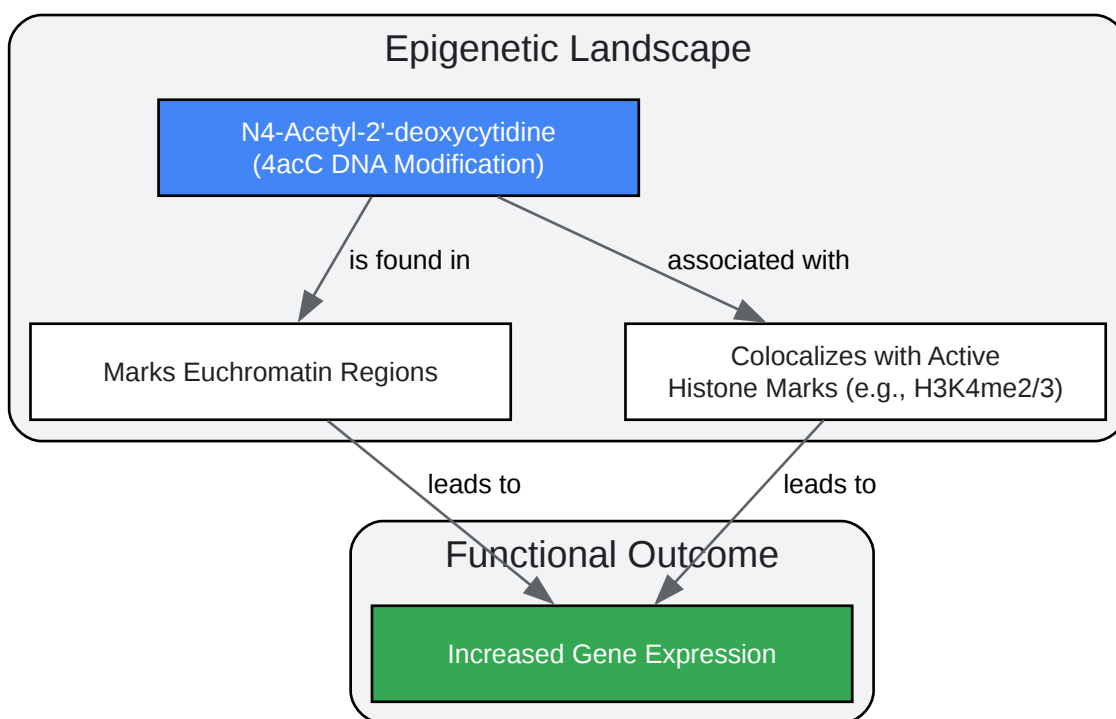 Epigenetic Landscape
N4-Acetyl-2'-deoxycytidine
(4acC DNA Modification)
is found in
associated with
Marks Euchromatin Regions
Colocalizes with Active
Histone Marks (e.g., H3K4me2/3)
leads to
leads to
Functional Outcome
Increased Gene Expression